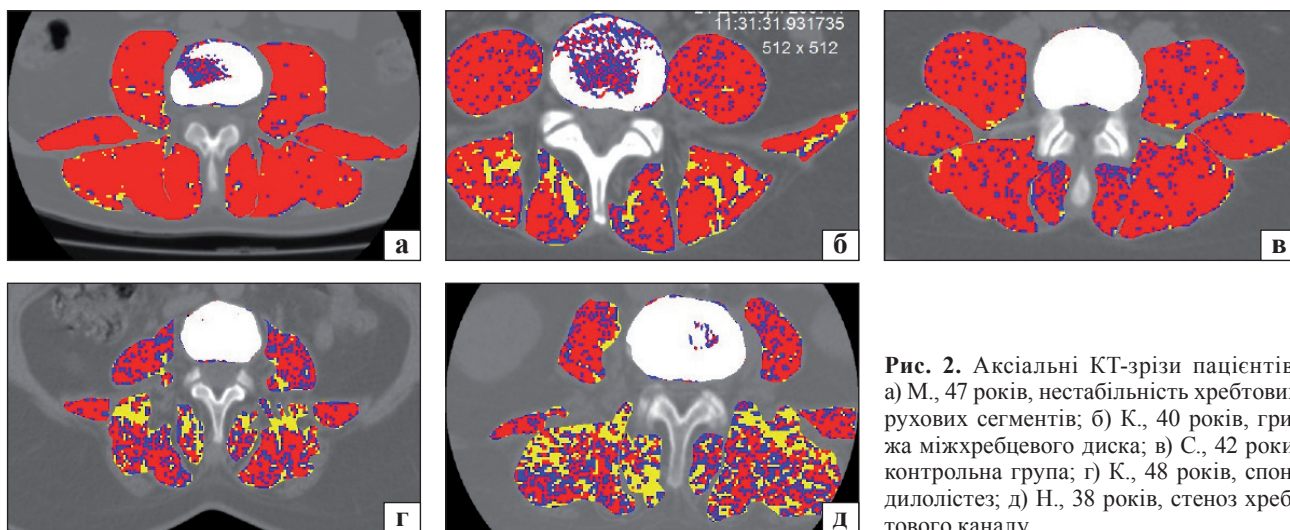 11:31:31.931735
512 x 512
а
б
в
г
д
Рис. 2. Аксіальні КТ-зрізи пацієнтів
а) М., 47 років, нестабільність хребтових
рухових сегментів; б) К., 40 років, гри-
жа міжхребцевого диска; в) С., 42 роки
контрольна група; г) К., 48 років, спон-
дилолістез; д) Н., 38 років, стеноз хреб-
тового каналу